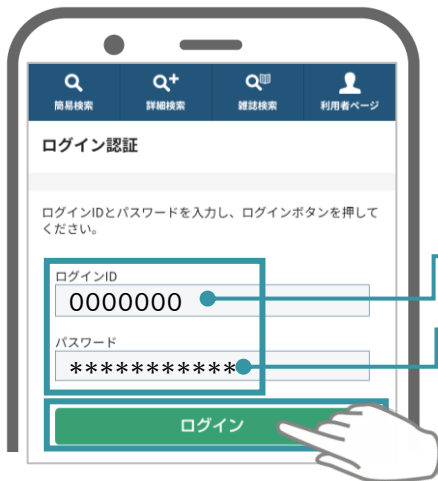 簡易検索 詳細検索 雑誌検索 利用者ページ
ログイン認証
ログインIDとパスワードを入力し、ログインボタンを押して
ください。
ログインID
0000000
パスワード
***********
ログイン